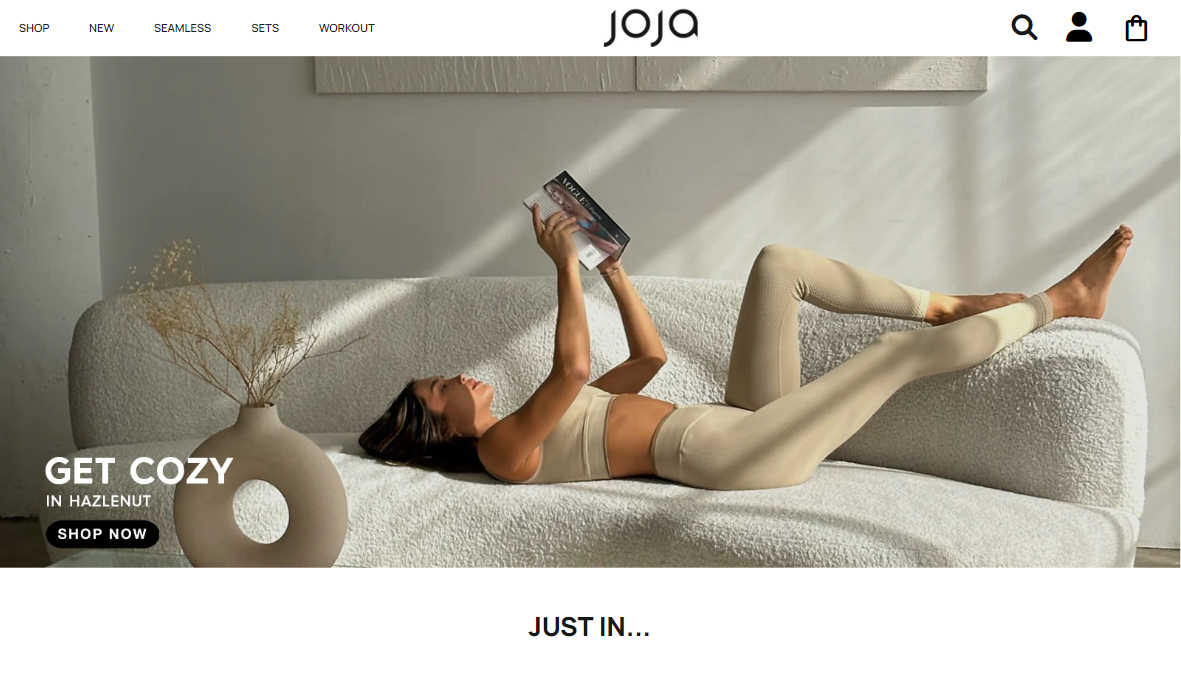 SHOP
NEW
SEAMLESS
SETS
WORKOUT
joja
VOGUE
GET COZY
IN HAZLENUT
SHOP NOW
JUST IN...